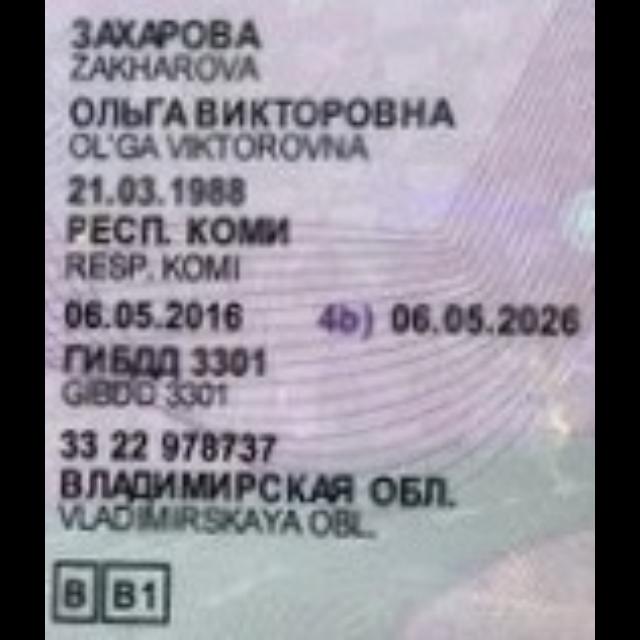 ЗАХАРОВА
ZAKHAROVA
ОЛЬГА ВИКТОРОВНА
OL'GA VIKTOROVNA
21.03.1988
РЕСП. КОМИ
RESP. KOMI
06.05.2016 4b) 06.05.2026
ГИБДД 3301
GIBDD 3301
33 22 978737
ВЛАДИМИРСКАЯ ОБЛ.
VLADIMIRSKAYA OBL.
B B1